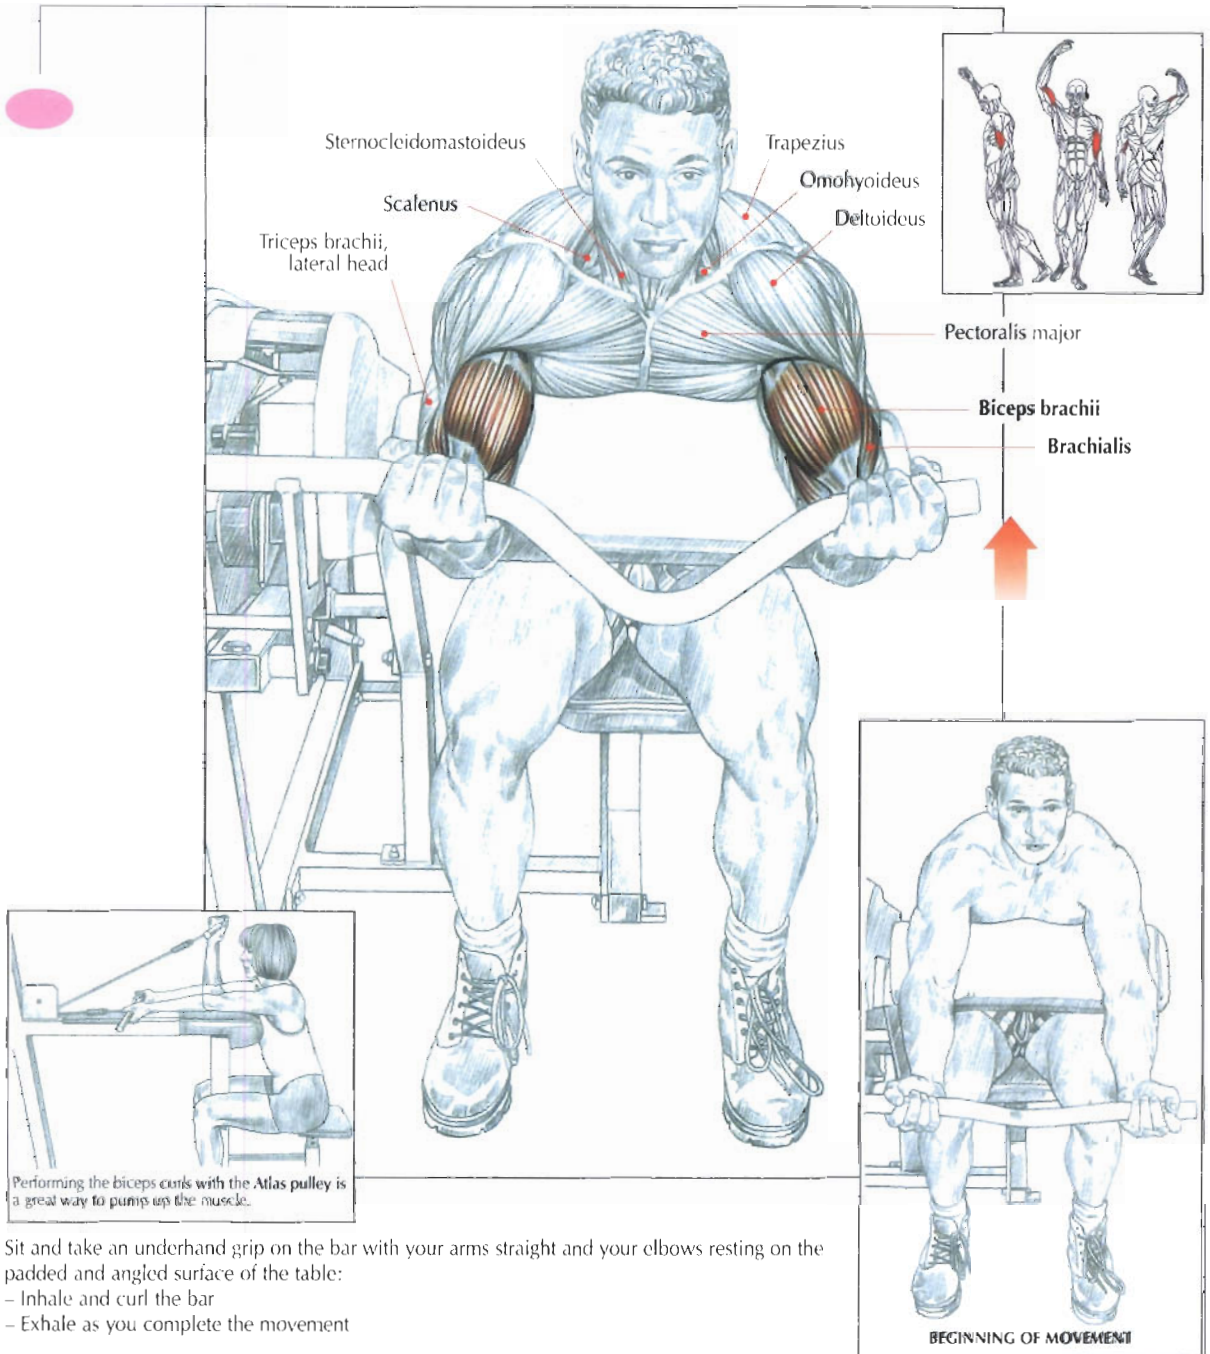 Sternocleidomastoideus
Trapezius
Scalenus
Omohyoideus
Deltoideus
Triceps brachii,
lateral head
Pectoralis major
Biceps brachii
Brachialis
Performing the biceps curls with the Atlas pulley is
a great way to pump up the muscle.
BEGINNING OF MOVEMENT
Sit and take an underhand grip on the bar with your arms straight and your elbows resting on the
padded and angled surface of the table:
– Inhale and curl the bar
– Exhale as you complete the movement